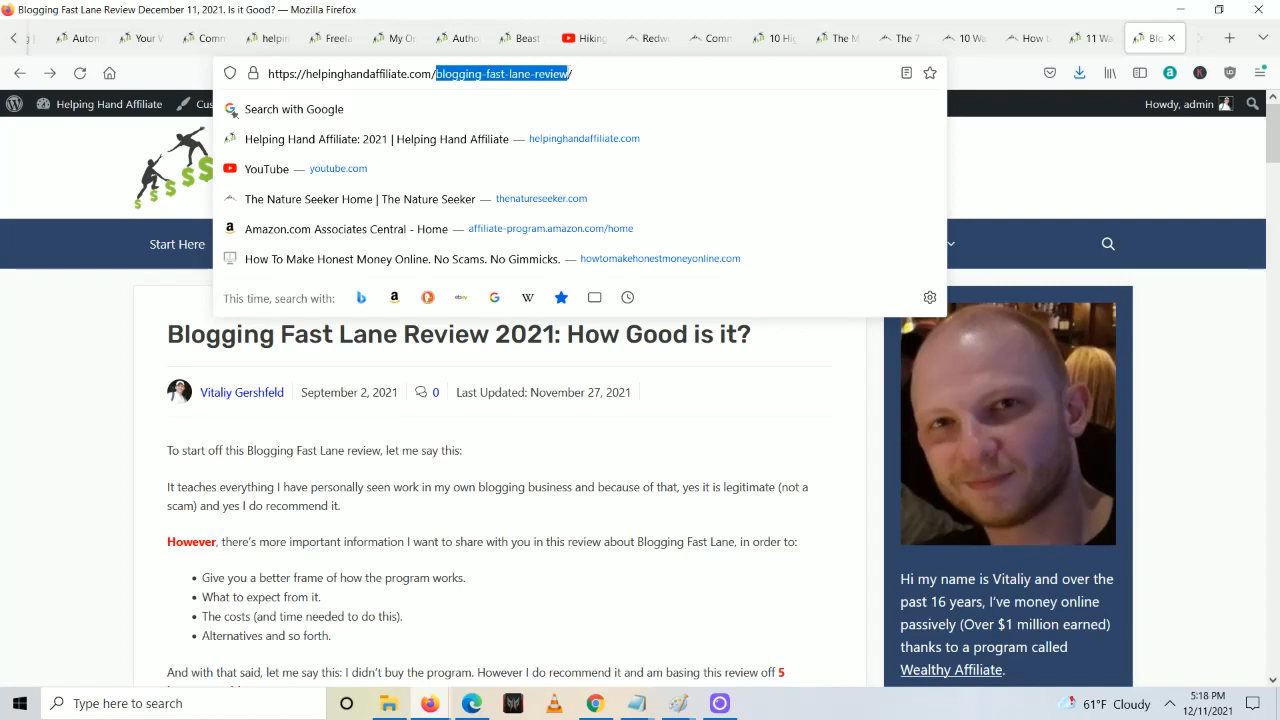 Blogging Fast Lane Review December 11, 2021. Is it Good? — Mozilla Firefox
Autom
Your V
Comm
helpin
Freela
My On
Autho
Beast
Hiking
Redwo
Comm
10 Hig
The M
The 7
10 Wa
How t
11 Wa
Blo
https://helpinghandaffiliate.com/blogging-fast-lane-review/
Search with Google
Helping Hand Affiliate: 2021 | Helping Hand Affiliate — helpinghandaffiliate.com
YouTube — youtube.com
The Nature Seeker Home | The Nature Seeker — thenatureseeker.com
Amazon.com Associates Central - Home — affiliate-program.amazon.com/home
How To Make Honest Money Online. No Scams. No Gimmicks. — howtomakehonestmoneyonline.com
This time, search with:
Helping Hand Affiliate
Cus
Howdy, admin
Start Here
Blogging Fast Lane Review 2021: How Good is it?
Vitaliy Gershfeld
September 2, 2021
0
Last Updated: November 27, 2021
To start off this Blogging Fast Lane review, let me say this:
It teaches everything I have personally seen work in my own blogging business and because of that, yes it is legitimate (not a
scam) and yes I do recommend it.
However, there's more important information I want to share with you in this review about Blogging Fast Lane, in order to:
Give you a better frame of how the program works.
What to expect from it.
The costs (and time needed to do this).
Alternatives and so forth.
And with that said, let me say this: I didn't buy the program. However I do recommend it and am basing this review off 5
Hi my name is Vitaliy and over the
past 16 years, I've money online
passively (Over $1 million earned)
thanks to a program called
Wealthy Affiliate.
Type here to search
61°F Cloudy
5:18 PM
12/11/2021